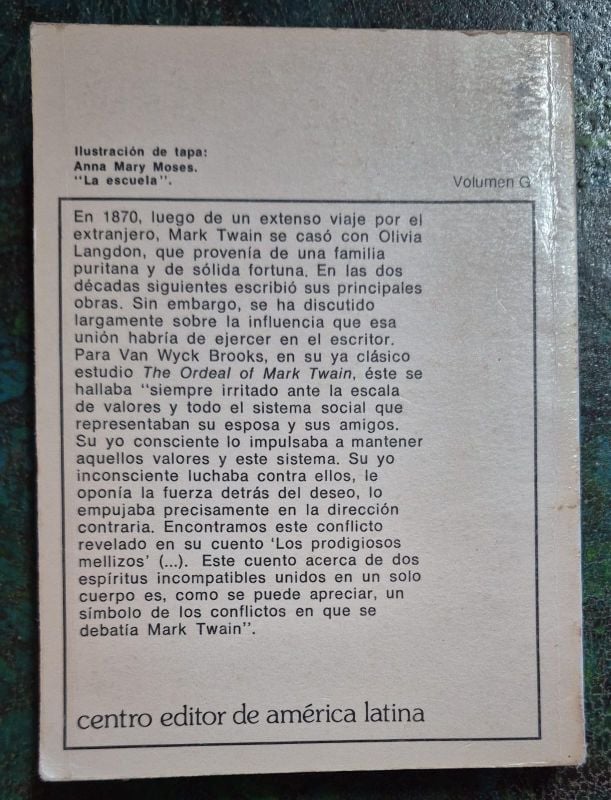 Ilustración de tapa:
Anna Mary Moses.
"La escuela".
Volumen G
En 1870, luego de un extenso viaje por el
extranjero, Mark Twain se casó con Olivia
Langdon, que provenía de una familia
puritana y de sólida fortuna. En las dos
décadas siguientes escribió sus principales
obras. Sin embargo, se ha discutido
largamente sobre la influencia que esa
unión habría de ejercer en el escritor.
Para Van Wyck Brooks, en su ya clásico
estudio The Ordeal of Mark Twain, éste se
hallaba "siempre irritado ante la escala
de valores y todo el sistema social que
representaban su esposa y sus amigos.
Su yo consciente lo impulsaba a mantener
aquellos valores y este sistema. Su yo
inconsciente luchaba contra ellos, le
oponía la fuerza detrás del deseo, lo
empujaba precisamente en la dirección
contraria. Encontramos este conflicto
revelado en su cuento 'Los prodigiosos
mellizos' (...). Este cuento acerca de dos
espíritus incompatibles unidos en un solo
cuerpo es, como se puede apreciar, un
símbolo de los conflictos en que se
debatía Mark Twain".
centro editor de américa latina